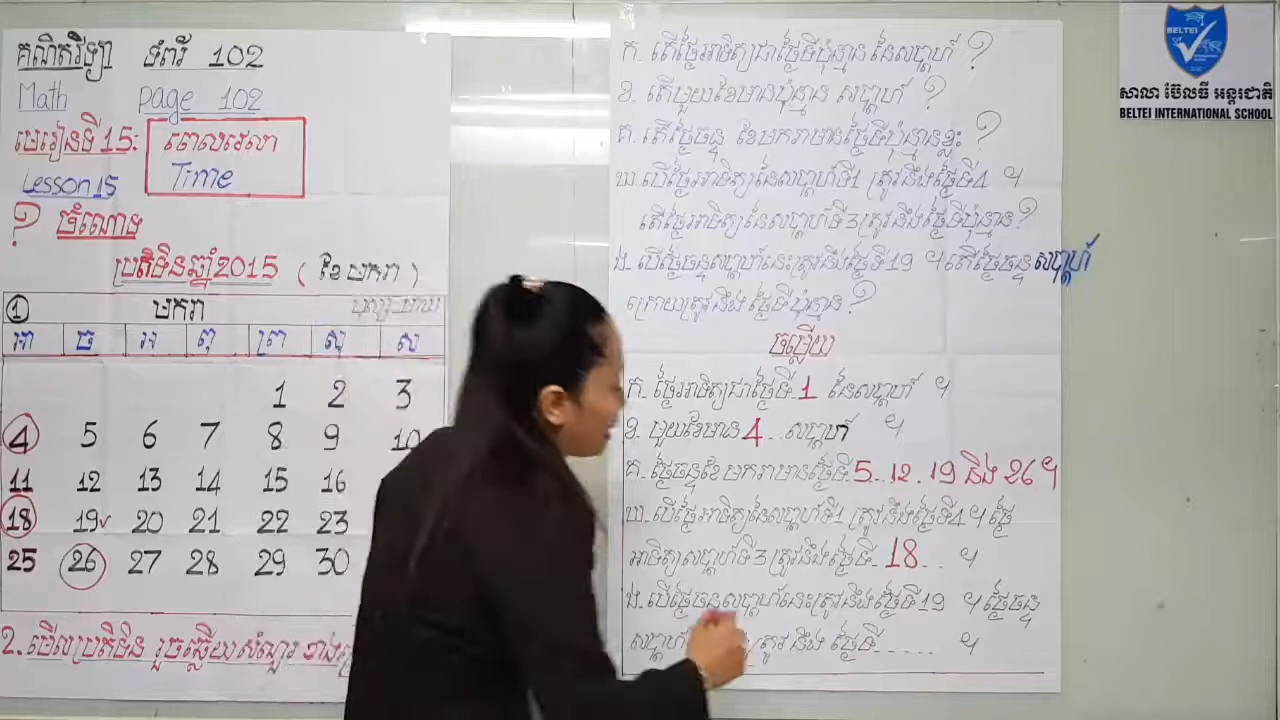 គណិតវិទ្យា ទំព័រ 102
Math page 102
មេរៀនទី 15: ពេលវេលា
Lesson 15 Time
? ចំណោទ
ប្រតិទិនឆ្នាំ2015 ( ខែ មករា )
① មករា
អា ច អ ពុ ព្រ សុ ស
1 2 3
4 5 6 7 8 9 10
11 12 13 14 15 16
18 19 20 21 22 23
25 26 27 28 29 30
2. មើលប្រតិទិន រួចឆ្លើយសំណួរ ខាង
ក. តើថ្ងៃអាទិត្យជាថ្ងៃទីប៉ុន្មាន នៃសប្តាហ៍ ?
ខ. តើមួយខែមានប៉ុន្មាន សប្តាហ៍ ?
គ. តើថ្ងៃចន្ទ ខែមករាមានថ្ងៃទីប៉ុន្មានខ្លះ ?
ឃ. បើថ្ងៃអាទិត្យនៃសប្តាហ៍ទី1 ត្រូវនឹងថ្ងៃទី4 ។
តើថ្ងៃអាទិត្យនៃសប្តាហ៍ទី 3 ត្រូវនឹង ថ្ងៃទីប៉ុន្មាន ?
ង. បើថ្ងៃចន្ទសប្តាហ៍នេះត្រូវនឹងថ្ងៃទី 19 ។ តើថ្ងៃចន្ទ សប្តាហ៍
ក្រោយត្រូវនឹង ថ្ងៃទីប៉ុន្មាន ?
ចម្លើយ
ក. ថ្ងៃអាទិត្យជាថ្ងៃទី 1 នៃសប្តាហ៍ ។
ខ. មួយខែមាន 4 សប្តាហ៍ ។
គ. ថ្ងៃចន្ទខែមករាមានថ្ងៃទី 5. 12. 19 និង 26 ។
ឃ. បើថ្ងៃអាទិត្យនៃសប្តាហ៍ទី1 ត្រូវនឹងថ្ងៃទី4 ។ ថ្ងៃ
អាទិត្យសប្តាហ៍ទី 3 ត្រូវនឹងថ្ងៃទី 18 ។
ង. បើថ្ងៃចន្ទសប្តាហ៍នេះត្រូវនឹងថ្ងៃទី 19 ។ ថ្ងៃចន្ទ
សប្តាហ៍ ត្រូវនឹង ថ្ងៃទី...... ។
BELTEI
សាលា ប៊ែលធី អន្តរជាតិ
BELTEI INTERNATIONAL SCHOOL